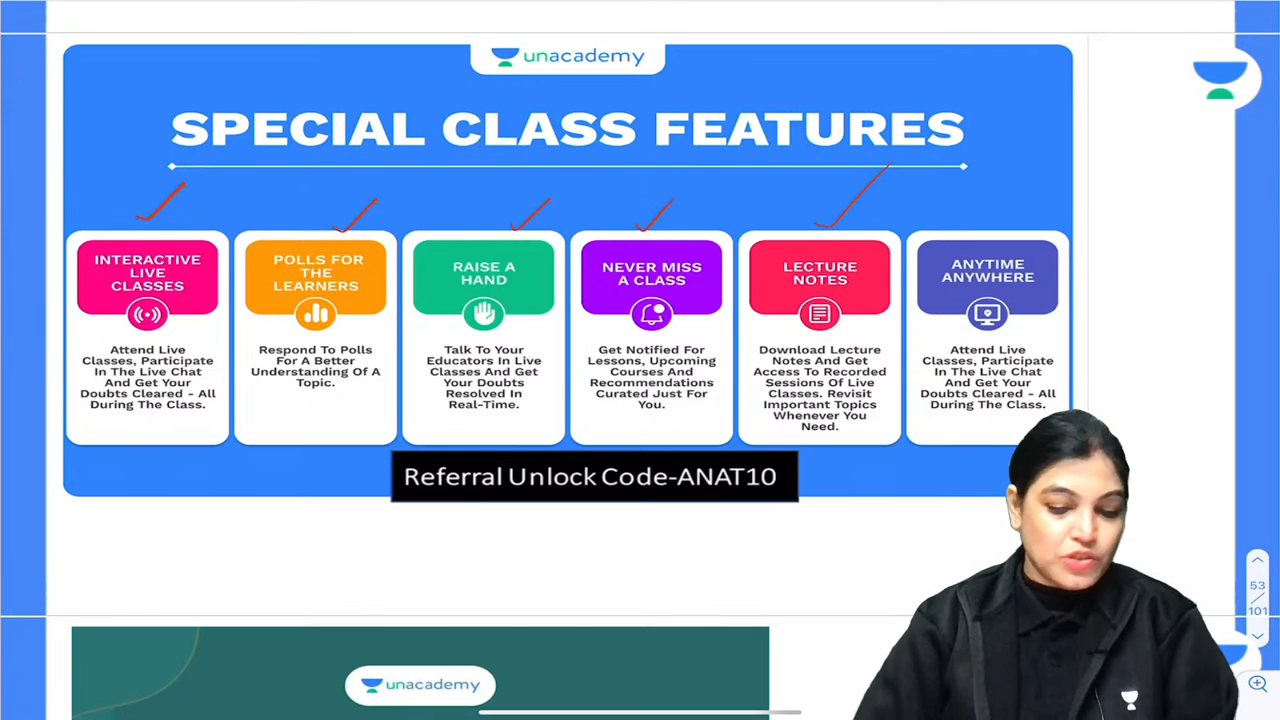 unacademy
SPECIAL CLASS FEATURES
INTERACTIVE
LIVE
CLASSES
Attend Live
Classes, Participate
In The Live Chat
And Get Your
Doubts Cleared - All
During The Class.
POLLS FOR
THE
LEARNERS
Respond To Polls
For A Better
Understanding Of A
Topic.
RAISE A
HAND
Talk To Your
Educators In Live
Classes And Get
Your Doubts
Resolved In
Real-Time.
NEVER MISS
A CLASS
Get Notified For
Lessons, Upcoming
Courses And
Recommendations
Curated Just For
You.
LECTURE
NOTES
Download Lecture
Notes And Get
Access To Recorded
Sessions Of Live
Classes. Revisit
Important Topics
Whenever You
Need.
ANYTIME
ANYWHERE
Attend Live
Classes, Participate
In The Live Chat
And Get Your
Doubts Cleared - All
During The Class.
Referral Unlock Code-ANAT10
53
/
101
unacademy